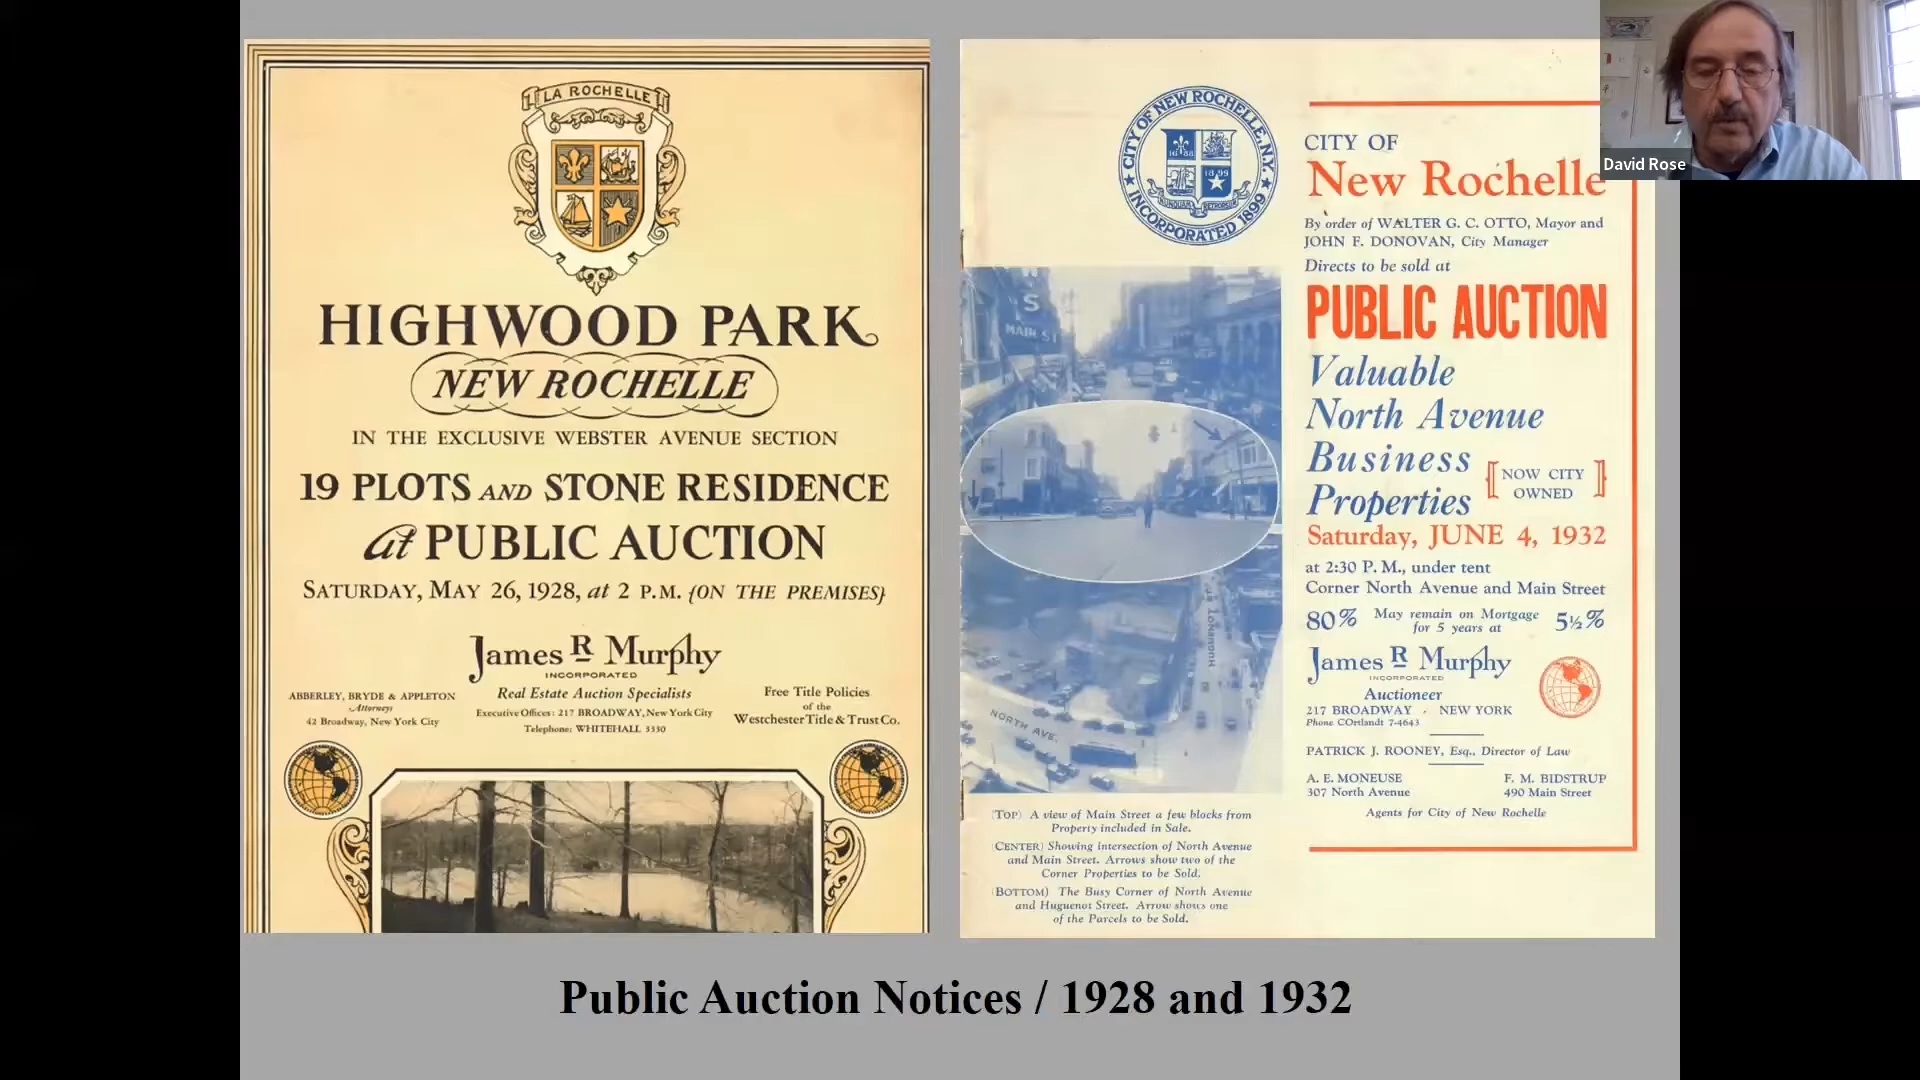 LA ROCHELLE
HIGHWOOD PARK
NEW ROCHELLE
IN THE EXCLUSIVE WEBSTER AVENUE SECTION
19 PLOTS AND STONE RESIDENCE
at PUBLIC AUCTION
SATURDAY, MAY 26, 1928, at 2 P.M. {ON THE PREMISES}
James R Murphy
INCORPORATED
Real Estate Auction Specialists
Executive Offices: 217 BROADWAY, New York City
Telephone: WHITEHALL 3330
ABBERLEY, BRYDE & APPLETON
Attorneys
42 Broadway, New York City
Free Title Policies
of the
Westchester Title & Trust Co.
CITY OF NEW ROCHELLE, N.Y.
INCORPORATED 1899
1688
1899
S
MAIN ST
HUGUENOT ST.
NORTH AVE.
(TOP) A view of Main Street a few blocks from
Property included in Sale.
(CENTER) Showing intersection of North Avenue
and Main Street. Arrows show two of the
Corner Properties to be Sold.
(BOTTOM) The Busy Corner of North Avenue
and Huguenot Street. Arrow shows one
of the Parcels to be Sold.
CITY OF
New Rochelle
By order of WALTER G. C. OTTO, Mayor and
JOHN F. DONOVAN, City Manager
Directs to be sold at
PUBLIC AUCTION
Valuable
North Avenue
Business
Properties
[NOW CITY
OWNED]
Saturday, JUNE 4, 1932
at 2:30 P. M., under tent
Corner North Avenue and Main Street
80% May remain on Mortgage
for 5 years at 5½%
James R Murphy
INCORPORATED
Auctioneer
217 BROADWAY · NEW YORK
Phone COrtlandt 7-4643
PATRICK J. ROONEY, Esq., Director of Law
A. E. MONEUSE
307 North Avenue
F. M. BIDSTRUP
490 Main Street
Agents for City of New Rochelle
David Rose
Public Auction Notices / 1928 and 1932